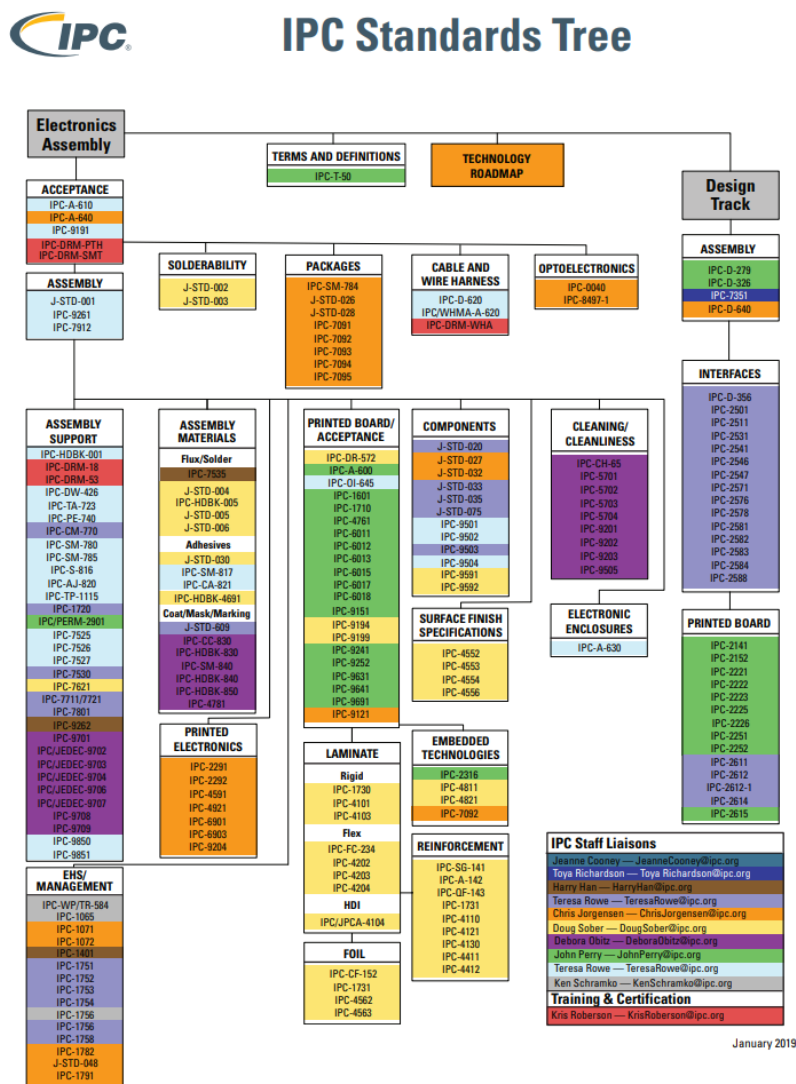 IPC
IPC Standards Tree
Electronics
Assembly
TERMS AND DEFINITIONS
IPC-T-50
TECHNOLOGY
ROADMAP
Design
Track
ACCEPTANCE
IPC-A-610
IPC-A-640
IPC-9191
IPC-DRM-PTH
IPC-DRM-SMT
ASSEMBLY
J-STD-001
IPC-9261
IPC-7912
SOLDERABILITY
J-STD-002
J-STD-003
PACKAGES
IPC-SM-784
J-STD-026
J-STD-028
IPC-7091
IPC-7092
IPC-7093
IPC-7094
IPC-7095
CABLE AND
WIRE HARNESS
IPC-D-620
IPC/WHMA-A-620
IPC-DRM-WHA
OPTOELECTRONICS
IPC-0040
IPC-8497-1
ASSEMBLY
IPC-D-279
IPC-D-326
IPC-7351
IPC-D-640
INTERFACES
IPC-D-356
IPC-2501
IPC-2511
IPC-2531
IPC-2541
IPC-2546
IPC-2547
IPC-2571
IPC-2576
IPC-2578
IPC-2581
IPC-2582
IPC-2583
IPC-2584
IPC-2588
ASSEMBLY
SUPPORT
IPC-HDBK-001
IPC-DRM-18
IPC-DRM-53
IPC-DW-426
IPC-TA-723
IPC-PE-740
IPC-CM-770
IPC-SM-780
IPC-SM-785
IPC-S-816
IPC-AJ-820
IPC-TP-1115
IPC-1720
IPC/PERM-2901
IPC-7525
IPC-7526
IPC-7527
IPC-7530
IPC-7621
IPC-7711/7721
IPC-7801
IPC-9262
IPC-9701
IPC/JEDEC-9702
IPC/JEDEC-9703
IPC/JEDEC-9704
IPC/JEDEC-9706
IPC/JEDEC-9707
IPC-9708
IPC-9709
IPC-9850
IPC-9851
ASSEMBLY
MATERIALS
Flux/Solder
IPC-7535
J-STD-004
IPC-HDBK-005
J-STD-005
J-STD-006
Adhesives
J-STD-030
IPC-SM-817
IPC-CA-821
IPC-HDBK-4691
Coat/Mask/Marking
J-STD-609
IPC-CC-830
IPC-HDBK-830
IPC-SM-840
IPC-HDBK-840
IPC-HDBK-850
IPC-4781
PRINTED BOARD/
ACCEPTANCE
IPC-DR-572
IPC-A-600
IPC-OI-645
IPC-1601
IPC-1710
IPC-4761
IPC-6011
IPC-6012
IPC-6013
IPC-6015
IPC-6017
IPC-6018
IPC-9151
IPC-9194
IPC-9199
IPC-9241
IPC-9252
IPC-9631
IPC-9641
IPC-9691
IPC-9121
COMPONENTS
J-STD-020
J-STD-027
J-STD-032
J-STD-033
J-STD-035
J-STD-075
IPC-9501
IPC-9502
IPC-9503
IPC-9504
IPC-9591
IPC-9592
CLEANING/
CLEANLINESS
IPC-CH-65
IPC-5701
IPC-5702
IPC-5703
IPC-5704
IPC-9201
IPC-9202
IPC-9203
IPC-9505
SURFACE FINISH
SPECIFICATIONS
IPC-4552
IPC-4553
IPC-4554
IPC-4556
ELECTRONIC
ENCLOSURES
IPC-A-630
PRINTED BOARD
IPC-2141
IPC-2152
IPC-2221
IPC-2222
IPC-2223
IPC-2225
IPC-2226
IPC-2251
IPC-2252
IPC-2611
IPC-2612
IPC-2612-1
IPC-2614
IPC-2615
PRINTED
ELECTRONICS
IPC-2291
IPC-2292
IPC-4591
IPC-4921
IPC-6901
IPC-6903
IPC-9204
LAMINATE
Rigid
IPC-1730
IPC-4101
IPC-4103
Flex
IPC-FC-234
IPC-4202
IPC-4203
IPC-4204
HDI
IPC/JPCA-4104
EMBEDDED
TECHNOLOGIES
IPC-2316
IPC-4811
IPC-4821
IPC-7092
REINFORCEMENT
IPC-SG-141
IPC-A-142
IPC-QF-143
IPC-1731
IPC-4110
IPC-4121
IPC-4130
IPC-4411
IPC-4412
FOIL
IPC-CF-152
IPC-1731
IPC-4562
IPC-4563
EHS/
MANAGEMENT
IPC-WP/TR-584
IPC-1065
IPC-1071
IPC-1072
IPC-1401
IPC-1751
IPC-1752
IPC-1753
IPC-1754
IPC-1756
IPC-1756
IPC-1758
IPC-1782
J-STD-048
IPC-1791
IPC Staff Liaisons
Jeanne Cooney — JeanneCooney@ipc.org
Toya Richardson — Toya Richardson@ipc.org
Harry Han — HarryHan@ipc.org
Teresa Rowe — TeresaRowe@ipc.org
Chris Jorgensen — ChrisJorgensen@ipc.org
Doug Sober — DougSober@ipc.org
Debora Obitz — DeboraObitz@ipc.org
John Perry — JohnPerry@ipc.org
Teresa Rowe — TeresaRowe@ipc.org
Ken Schramko — KenSchramko@ipc.org
Training & Certification
Kris Roberson — KrisRoberson@ipc.org
January 2019